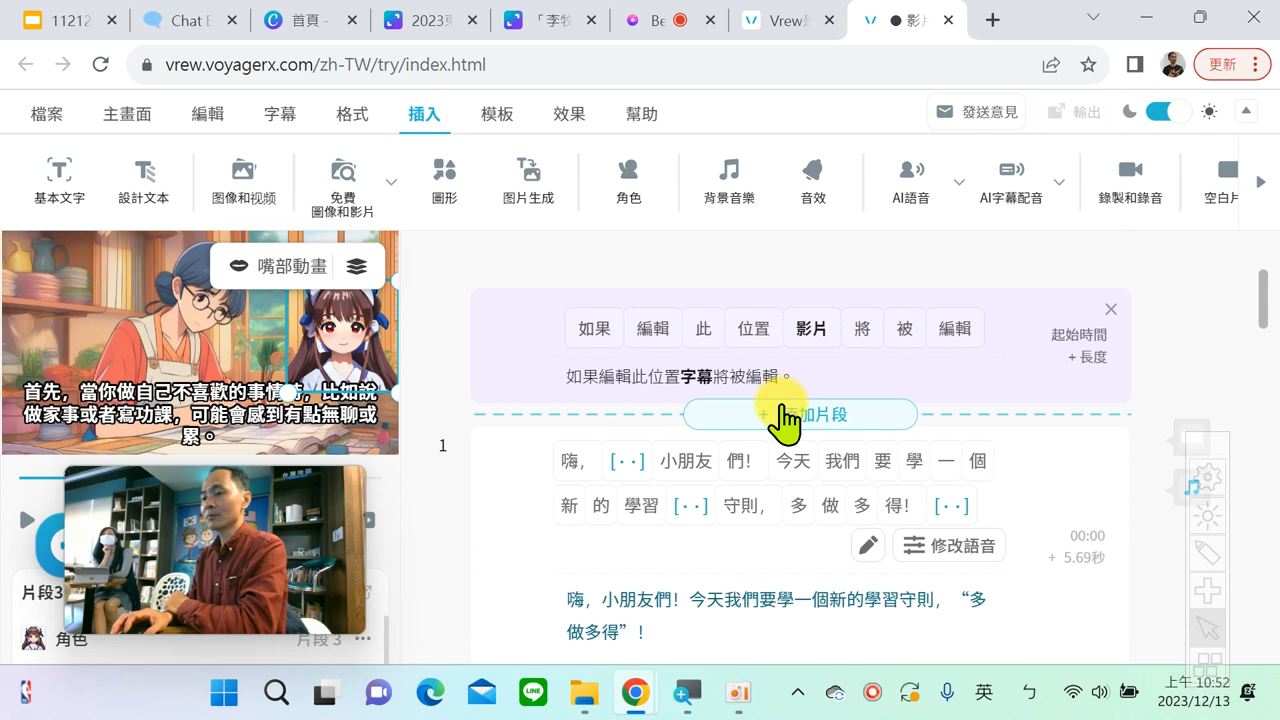 11212
Chat
首頁 -
2023
「李牧
Be
Vrew
影片
vrew.voyagerx.com/zh-TW/try/index.html
更新
檔案 主畫面 編輯 字幕 格式 插入 模板 效果 幫助
發送意見
輸出
基本文字
設計文本
图像和视频
免費
圖像和影片
圖形
图片生成
角色
背景音樂
音效
AI語音
AI字幕配音
錄製和錄音
空白片
嘴部動畫
首先，當你做自己不喜歡的事情時，比如說
做家事或者寫功課，可能會感到有點無聊或
累。
如果 編輯 此 位置 影片 將 被 編輯
起始時間
+ 長度
如果編輯此位置字幕將被編輯。
加片段
1
嗨， [··] 小朋友 們! 今天 我們 要 學 一 個
新 的 學習 [··] 守則， 多 做 多 得! [··]
修改語音
00:00
+ 5.69秒
嗨，小朋友們！今天我們要學一個新的學習守則，“多
做多得”！
片段3
角色
片段 3
英
ㄅ
上午 10:52
2023/12/13